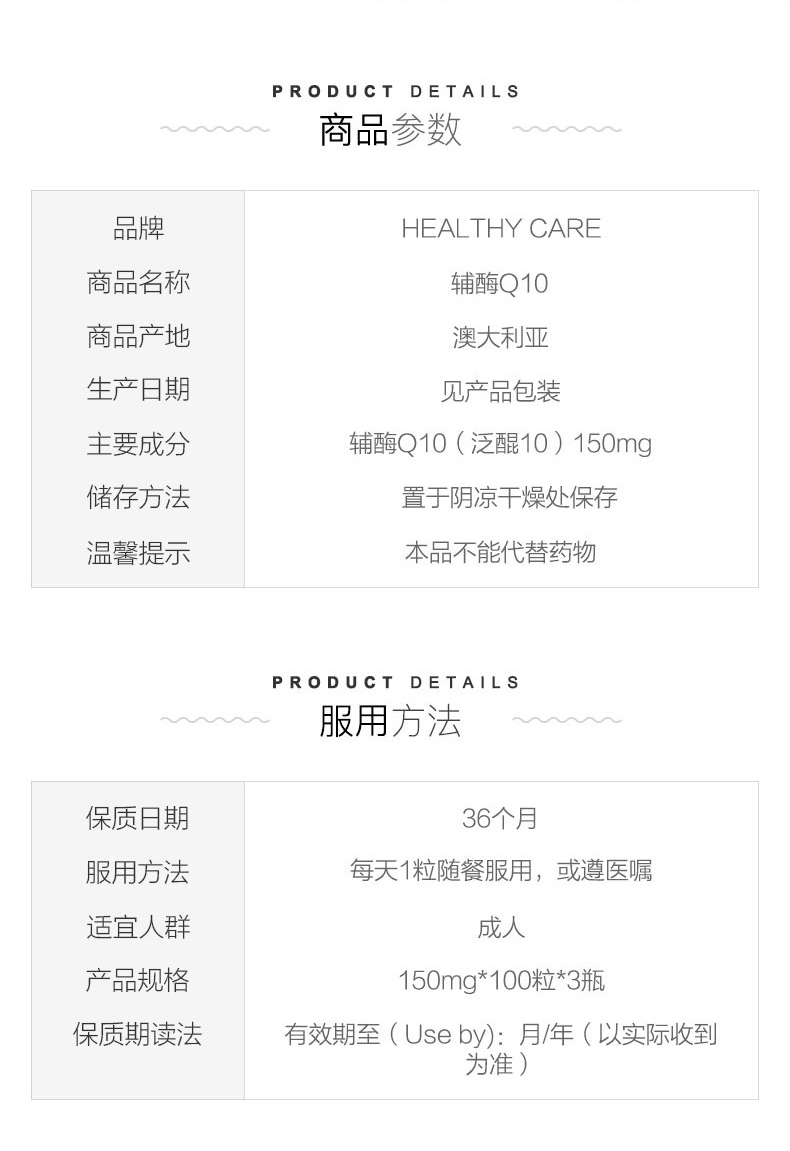 PRODUCT DETAILS
商品参数
品牌 HEALTHY CARE
商品名称 辅酶Q10
商品产地 澳大利亚
生产日期 见产品包装
主要成分 辅酶Q10（泛醌10）150mg
储存方法 置于阴凉干燥处保存
温馨提示 本品不能代替药物
PRODUCT DETAILS
服用方法
保质日期 36个月
服用方法 每天1粒随餐服用，或遵医嘱
适宜人群 成人
产品规格 150mg*100粒*3瓶
保质期读法 有效期至（Use by)：月/年（以实际收到
为准）